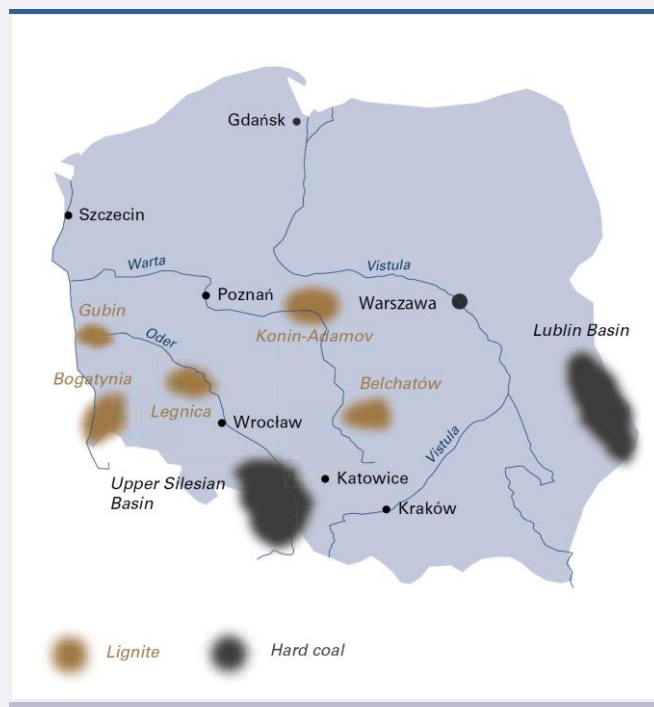 Gdańsk
Szczecin
Warta
Vistula
Poznań
Warszawa
Gubin
Konin-Adamov
Oder
Lublin Basin
Bogatynia
Belchatów
Legnica
Wrocław
Vistula
Upper Silesian
Basin
Katowice
Kraków
Lignite
Hard coal